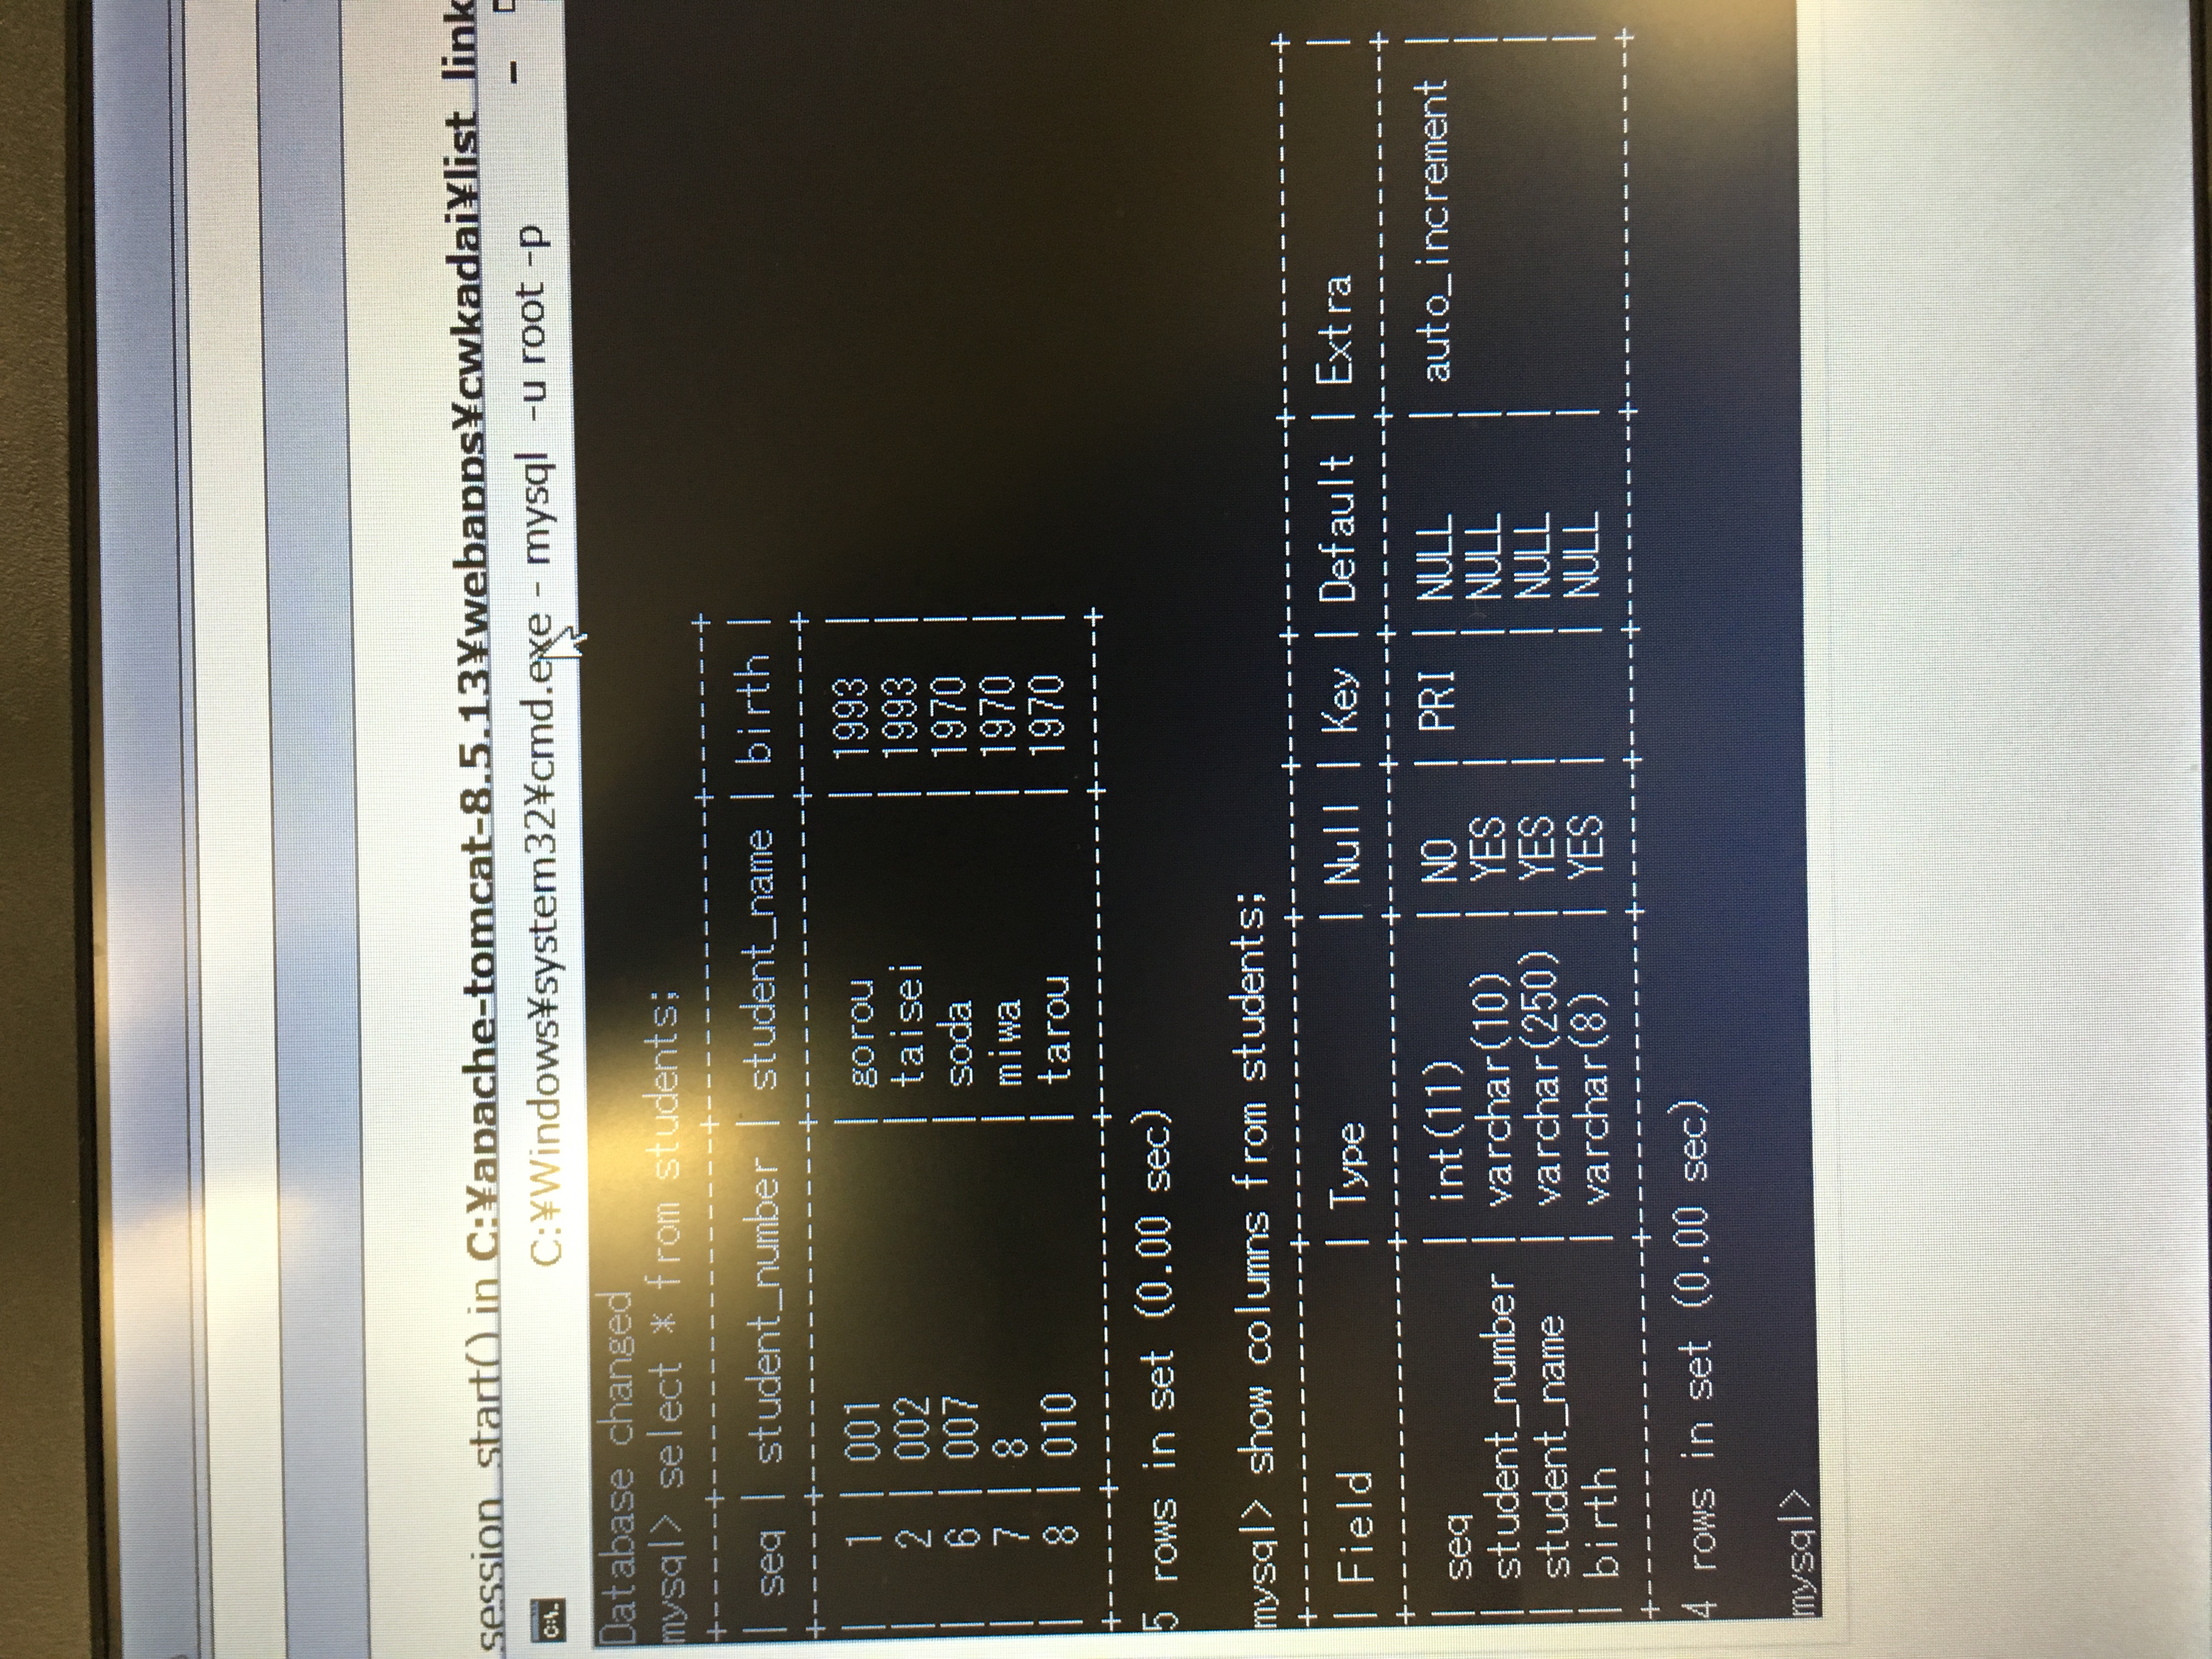 session_start() in C:¥apache-tomcat-8.5.13¥webapps¥cwkadai¥list_link
C:¥Windows¥system32¥cmd.exe - mysql  -u root -p
Database changed
mysql> select * from students;
+-----+----------------+--------------+-------+
| seq | student_number | student_name | birth |
+-----+----------------+--------------+-------+
|   1 | 001            | gorou        | 1993  |
|   2 | 002            | taisei       | 1993  |
|   6 | 007            | soda         | 1970  |
|   7 | 8              | miwa         | 1970  |
|   8 | 010            | tarou        | 1970  |
+-----+----------------+--------------+-------+
5 rows in set (0.00 sec)
mysql> show columns from students;
+----------------+--------------+------+-----+---------+----------------+
| Field          | Type         | Null | Key | Default | Extra          |
+----------------+--------------+------+-----+---------+----------------+
| seq            | int(11)      | NO   | PRI | NULL    | auto_increment |
| student_number | varchar(10)  | YES  |     | NULL    |                |
| student_name   | varchar(250) | YES  |     | NULL    |                |
| birth          | varchar(8)   | YES  |     | NULL    |                |
+----------------+--------------+------+-----+---------+----------------+
4 rows in set (0.00 sec)
mysql>